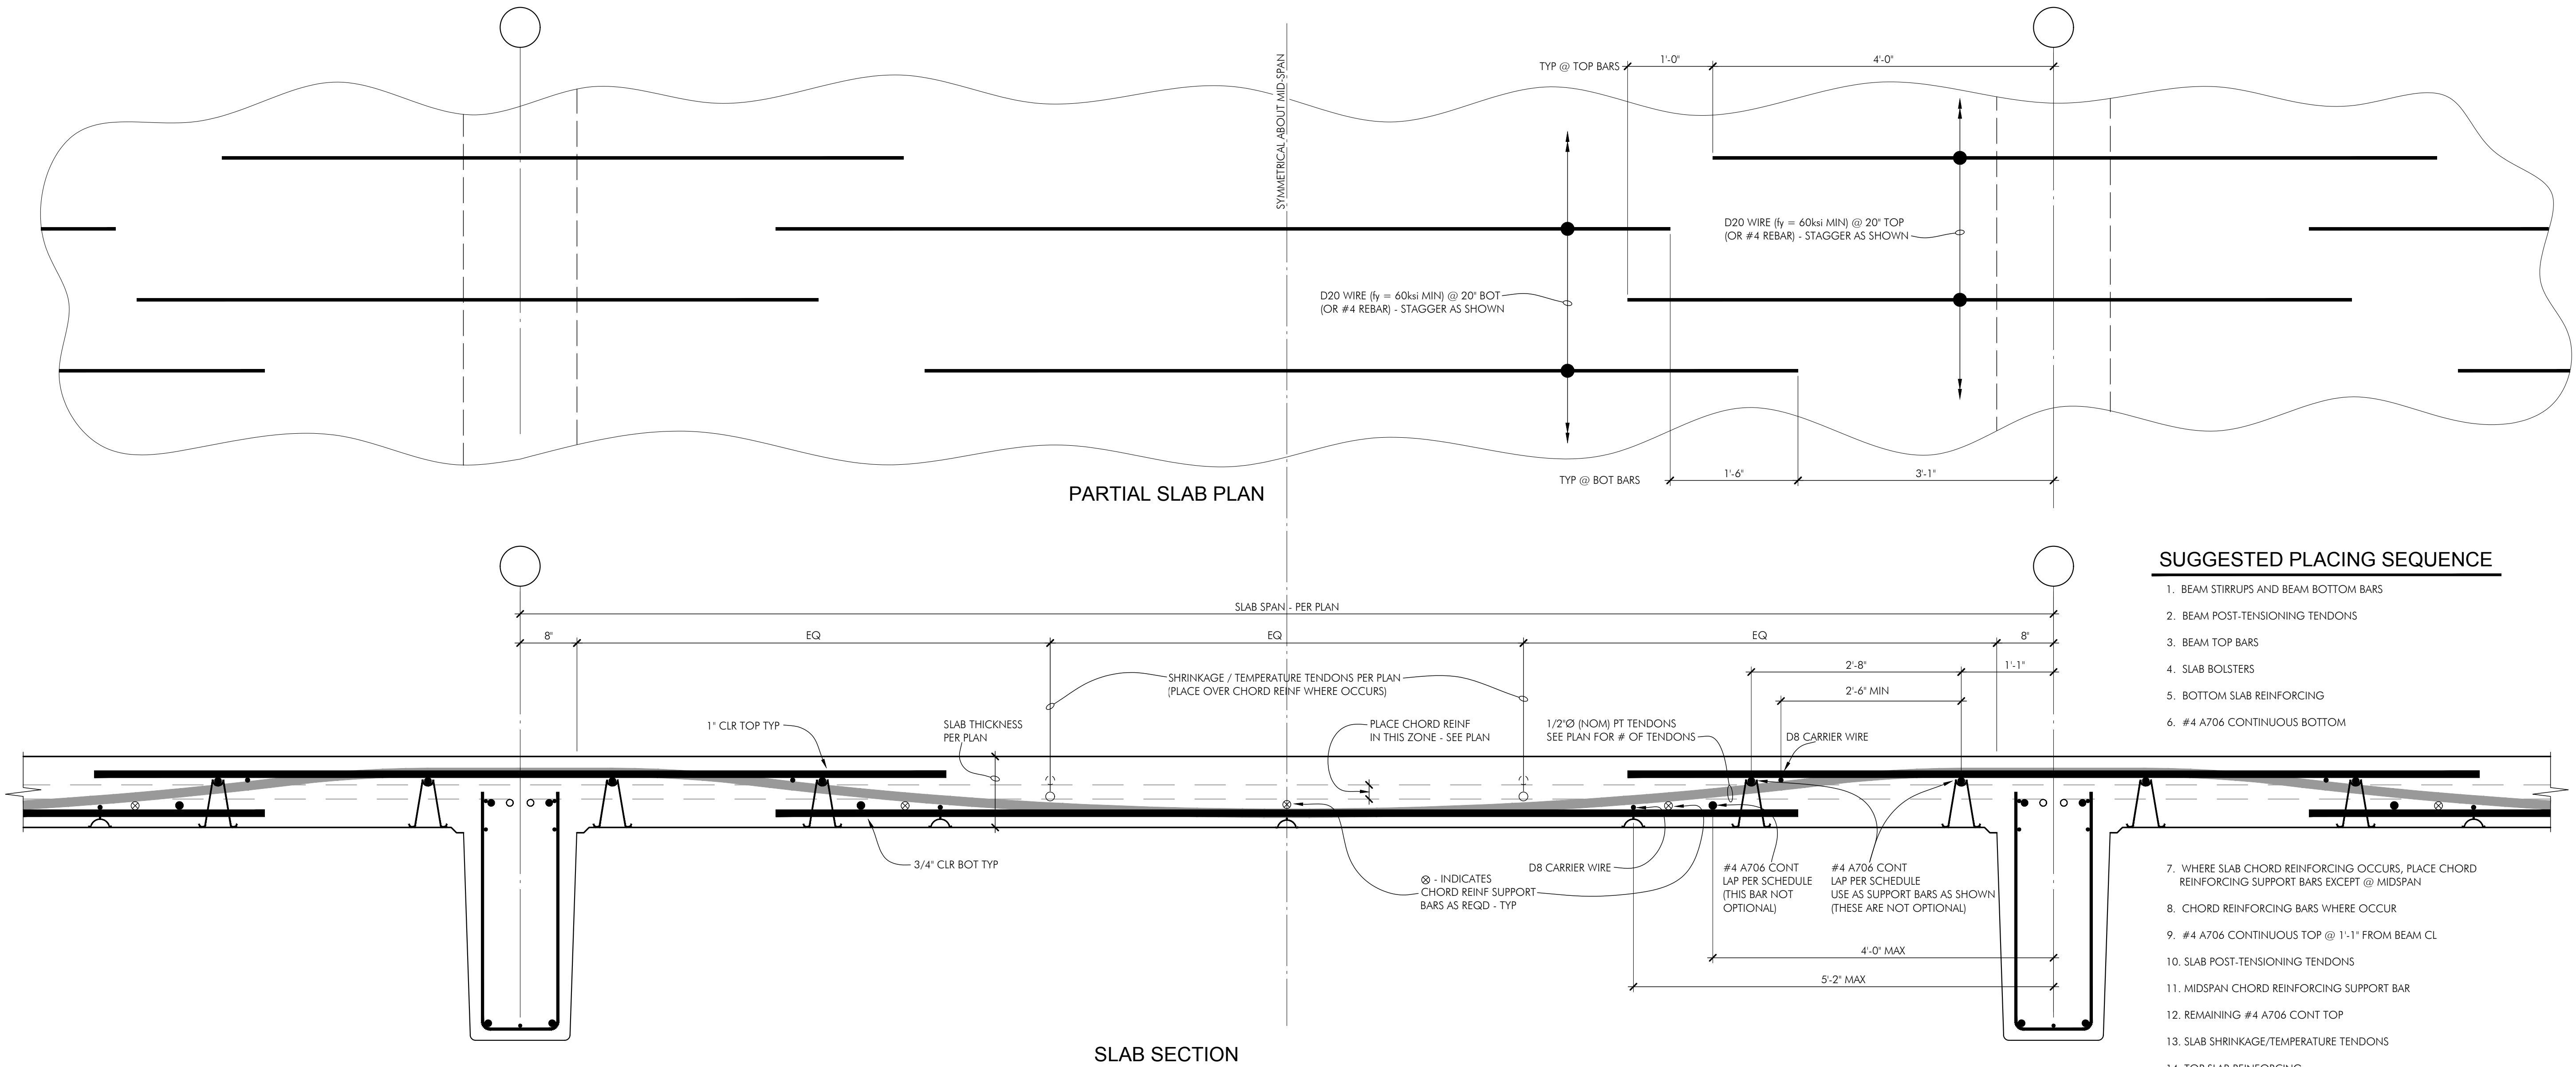 SYMMETRICAL ABOUT MID-SPAN
TYP @ TOP BARS
1'-0"
4'-0"
D20 WIRE (fy = 60ksi MIN) @ 20" TOP
(OR #4 REBAR) - STAGGER AS SHOWN
D20 WIRE (fy = 60ksi MIN) @ 20" BOT
(OR #4 REBAR) - STAGGER AS SHOWN
TYP @ BOT BARS
1'-6"
3'-1"
PARTIAL SLAB PLAN
SLAB SPAN - PER PLAN
8"
EQ
EQ
EQ
8"
2'-8"
1'-1"
2'-6" MIN
SHRINKAGE / TEMPERATURE TENDONS PER PLAN
(PLACE OVER CHORD REINF WHERE OCCURS)
1" CLR TOP TYP
SLAB THICKNESS
PER PLAN
PLACE CHORD REINF
IN THIS ZONE - SEE PLAN
1/2"Ø (NOM) PT TENDONS
SEE PLAN FOR # OF TENDONS
D8 CARRIER WIRE
3/4" CLR BOT TYP
⊗ - INDICATES
CHORD REINF SUPPORT
BARS AS REQD - TYP
D8 CARRIER WIRE
#4 A706 CONT
LAP PER SCHEDULE
(THIS BAR NOT
OPTIONAL)
#4 A706 CONT
LAP PER SCHEDULE
USE AS SUPPORT BARS AS SHOWN
(THESE ARE NOT OPTIONAL)
4'-0" MAX
5'-2" MAX
SLAB SECTION
SUGGESTED PLACING SEQUENCE
1. BEAM STIRRUPS AND BEAM BOTTOM BARS
2. BEAM POST-TENSIONING TENDONS
3. BEAM TOP BARS
4. SLAB BOLSTERS
5. BOTTOM SLAB REINFORCING
6. #4 A706 CONTINUOUS BOTTOM
7. WHERE SLAB CHORD REINFORCING OCCURS, PLACE CHORD
REINFORCING SUPPORT BARS EXCEPT @ MIDSPAN
8. CHORD REINFORCING BARS WHERE OCCUR
9. #4 A706 CONTINUOUS TOP @ 1'-1" FROM BEAM CL
10. SLAB POST-TENSIONING TENDONS
11. MIDSPAN CHORD REINFORCING SUPPORT BAR
12. REMAINING #4 A706 CONT TOP
13. SLAB SHRINKAGE/TEMPERATURE TENDONS
14. TOP SLAB REINFORCING